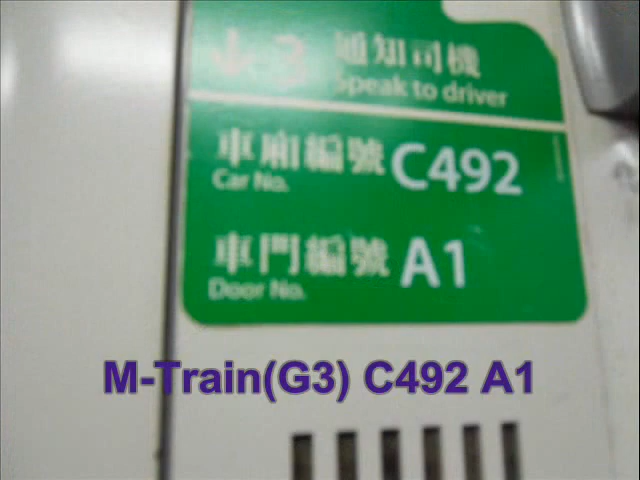 3 通知司機
Speak to driver
車廂編號 C492
Car No.
車門編號 A1
Door No.
M-Train(G3) C492 A1